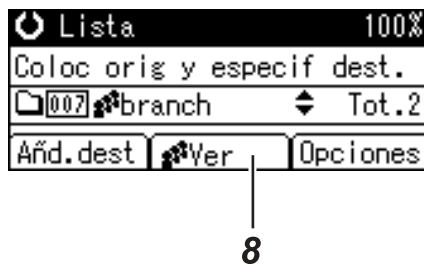 Lista 100%
Coloc orig y especif dest.
007 branch Tot.2
Añd.dest Ver Opciones
8